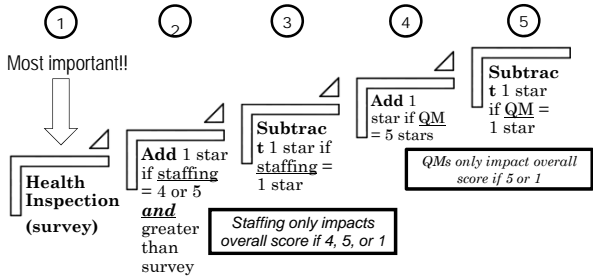 1
2
3
4
5
Most important!!
Health
Inspection
(survey)
Add 1 star
if staffing
= 4 or 5
and
greater
than
survey
Subtrac
t 1 star if
staffing =
1 star
Staffing only impacts
overall score if 4, 5, or 1
Add 1
star if QM
= 5 stars
Subtrac
t 1 star
if QM =
1 star
QMs only impact overall
score if 5 or 1